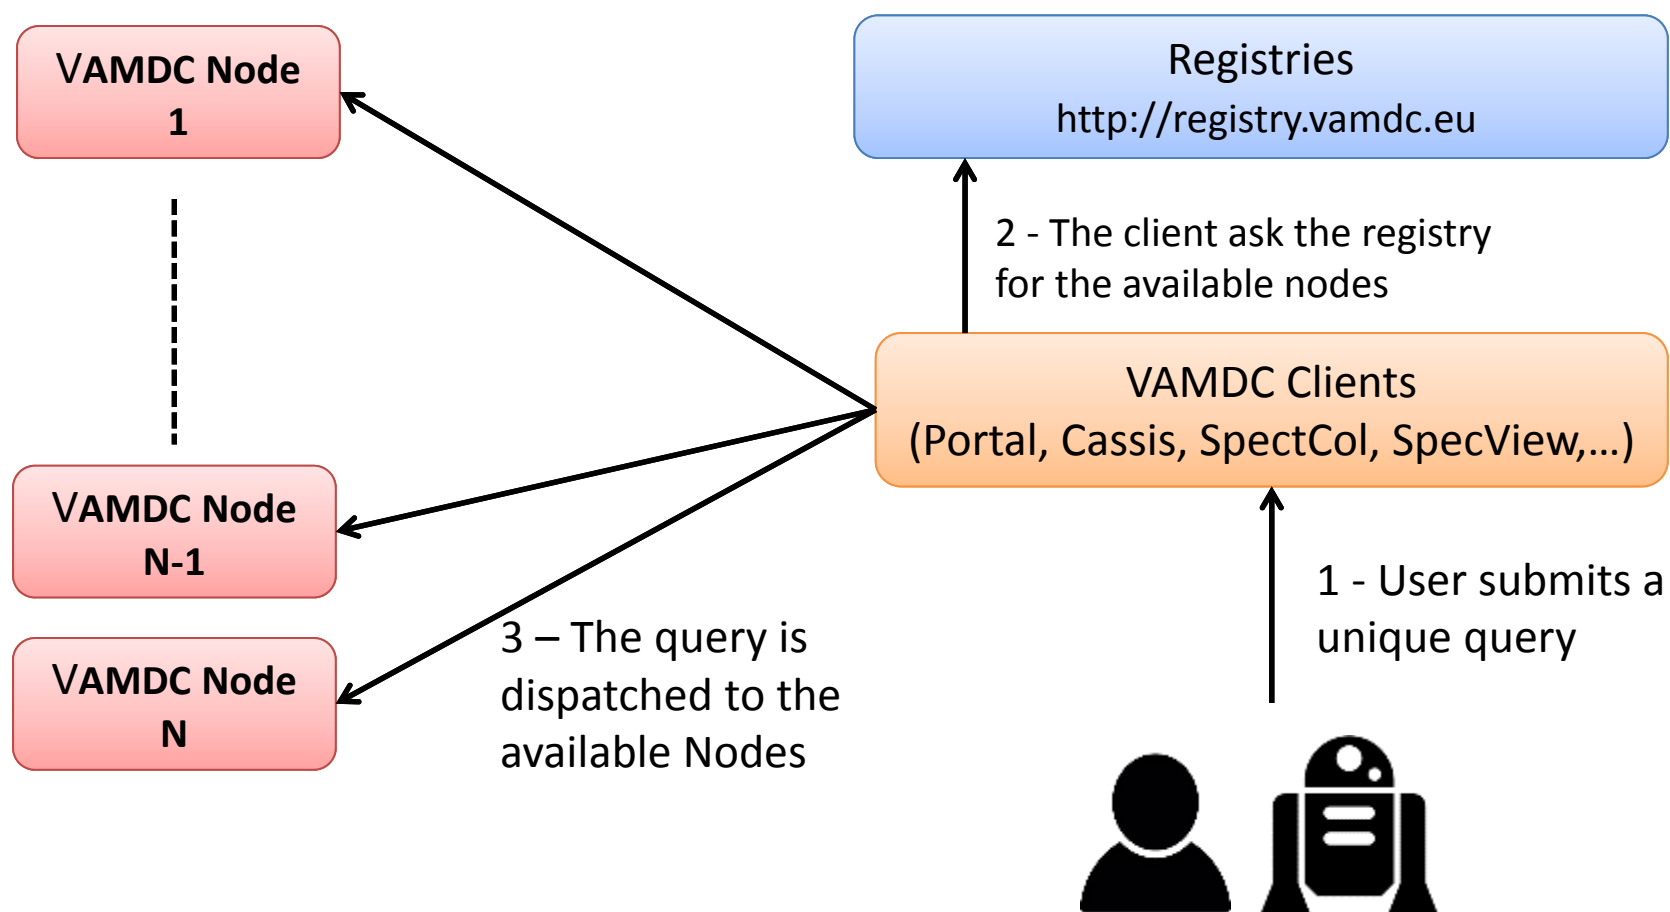 VAMDC Node
1
Registries
http://registry.vamdc.eu
2 - The client ask the registry
for the available nodes
VAMDC Clients
(Portal, Cassis, SpectCol, SpecView,...)
VAMDC Node
N-1
1 - User submits a
unique query
VAMDC Node
N
3 – The query is
dispatched to the
available Nodes